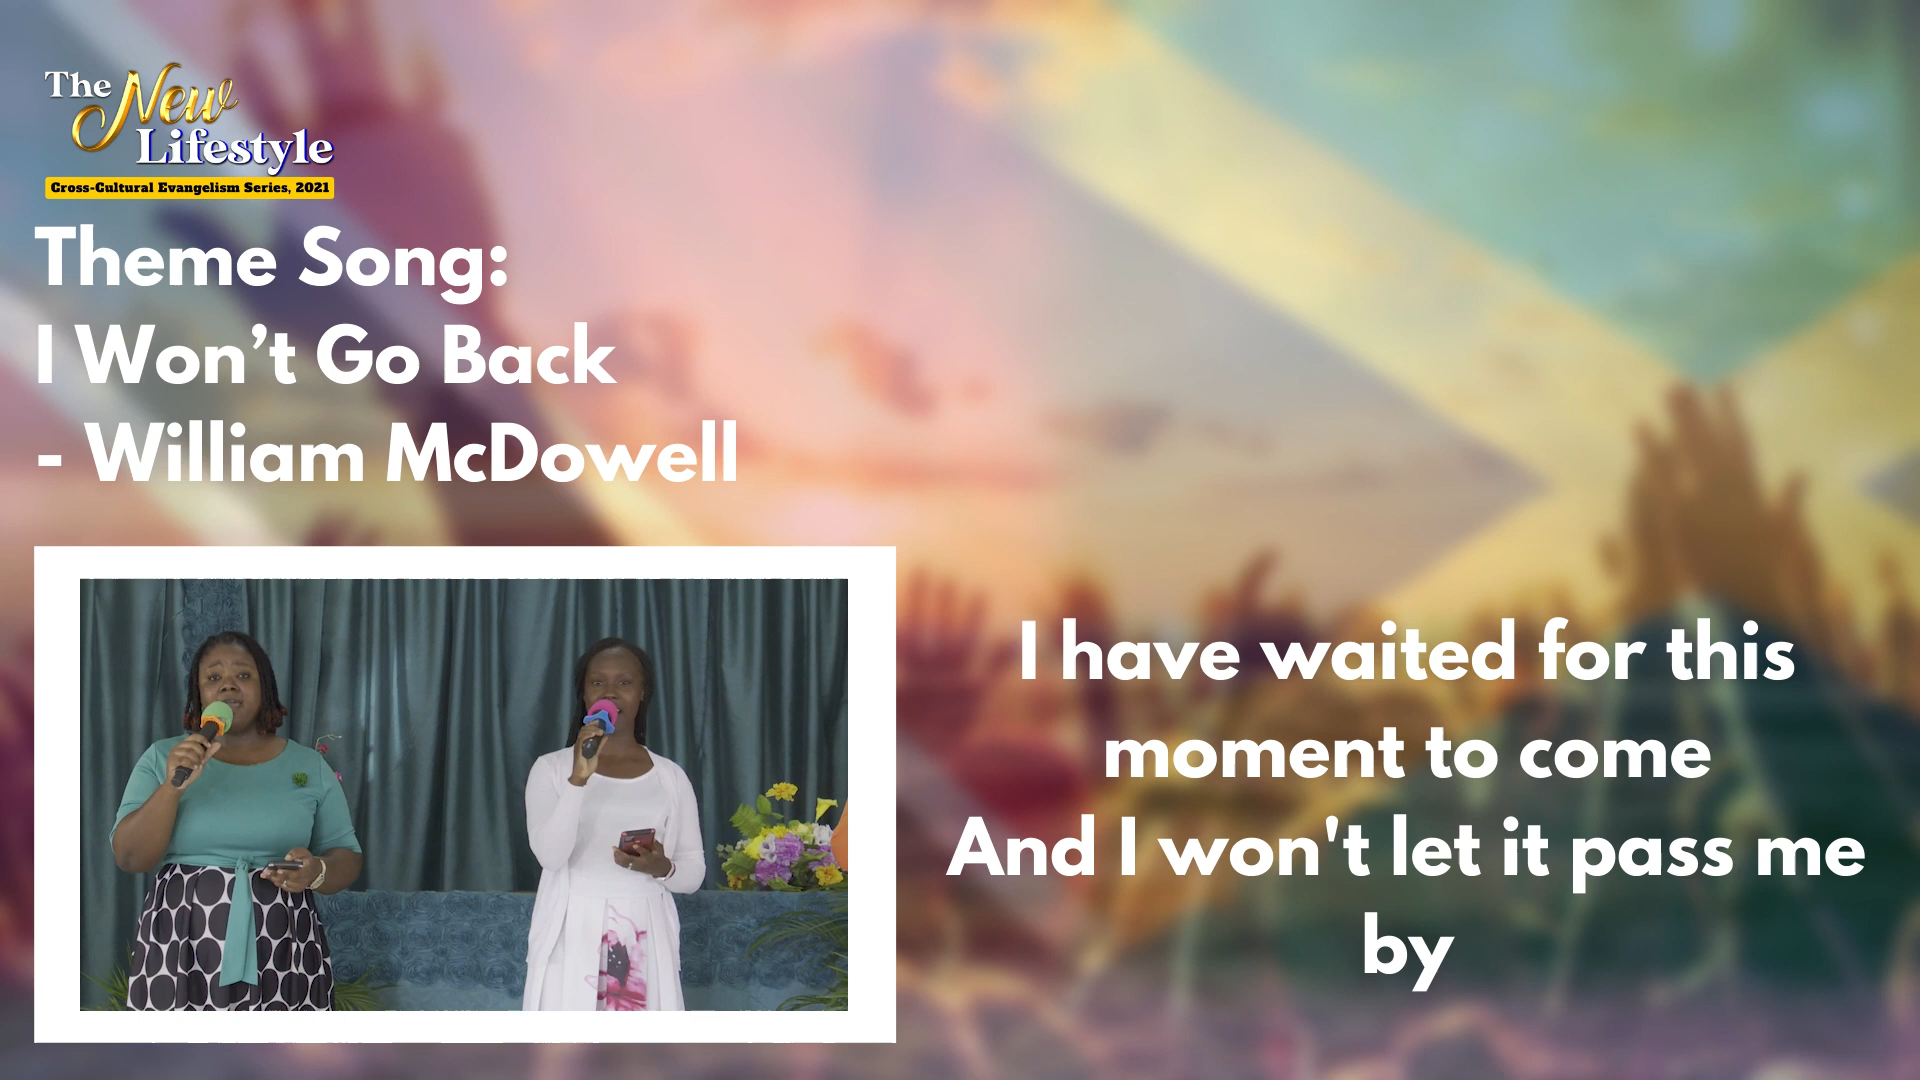 The New
Lifestyle
Cross-Cultural Evangelism Series, 2021
Theme Song:
I Won’t Go Back
- William McDowell
I have waited for this
moment to come
And I won't let it pass me
by